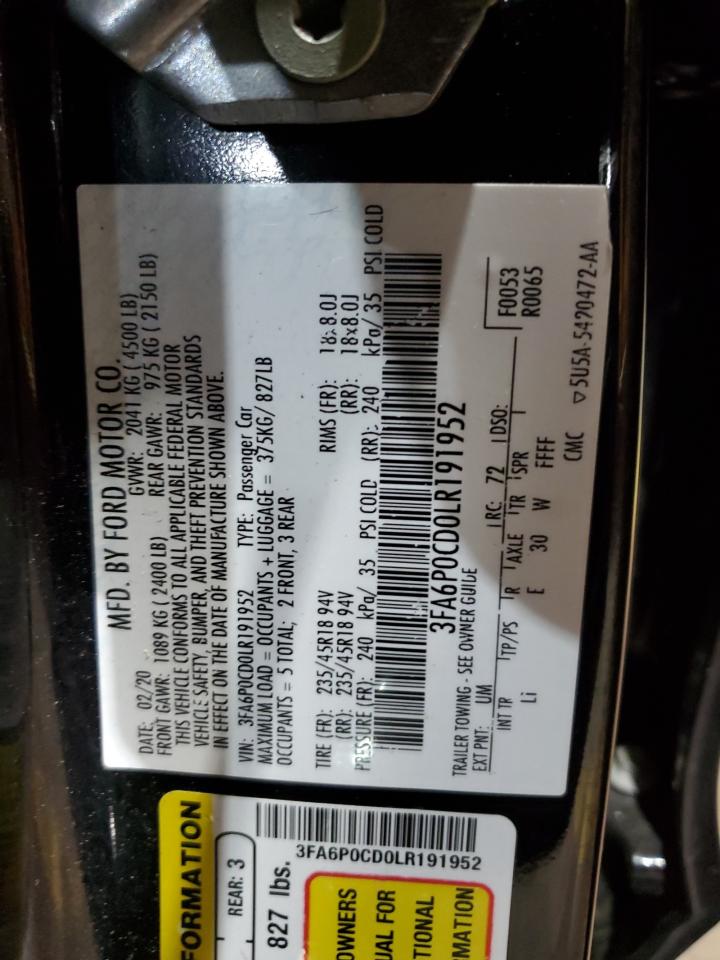 MFD. BY FORD MOTOR CO.
DATE: 02/20 GVWR: 2041 KG ( 4500 LB)
FRONT GAWR: 1089 KG ( 2400 LB) REAR GAWR: 975 KG ( 2150 LB)
THIS VEHICLE CONFORMS TO ALL APPLICABLE FEDERAL MOTOR
VEHICLE SAFETY, BUMPER, AND THEFT PREVENTION STANDARDS
IN EFFECT ON THE DATE OF MANUFACTURE SHOWN ABOVE.
VIN: 3FA6P0CD0LR191952 TYPE: Passenger Car
MAXIMUM LOAD = OCCUPANTS + LUGGAGE = 375KG/ 827LB
OCCUPANTS = 5 TOTAL; 2 FRONT, 3 REAR
TIRE (FR): 235/45R18 94V RIMS (FR): 18x8.0J
(RR): 235/45R18 94V (RR): 18x8.0J
PRESSURE (FR): 240 kPa/ 35 PSI COLD (RR): 240 kPa/ 35 PSI COLD
3FA6P0CD0LR191952
TRAILER TOWING - SEE OWNER GUIDE
EXT PNT: UM RC: 72 DSO: F0053
R0065
INT TR TP/PS R AXLE TR SPR
Li E 30 W FFFF
CMC ▽5U5A-5420472-AA
FORMATION
REAR: 3
827 lbs.
3FA6P0CD0LR191952
OWNERS
UAL FOR
TIONAL
MATION